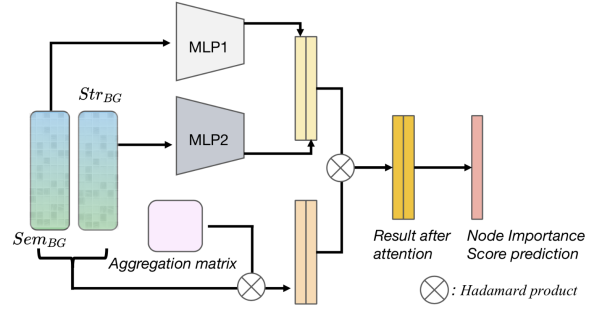 MLP1
Str_BG
MLP2
Sem_BG
Aggregation matrix
Result after
attention
Node Importance
Score prediction
: Hadamard product